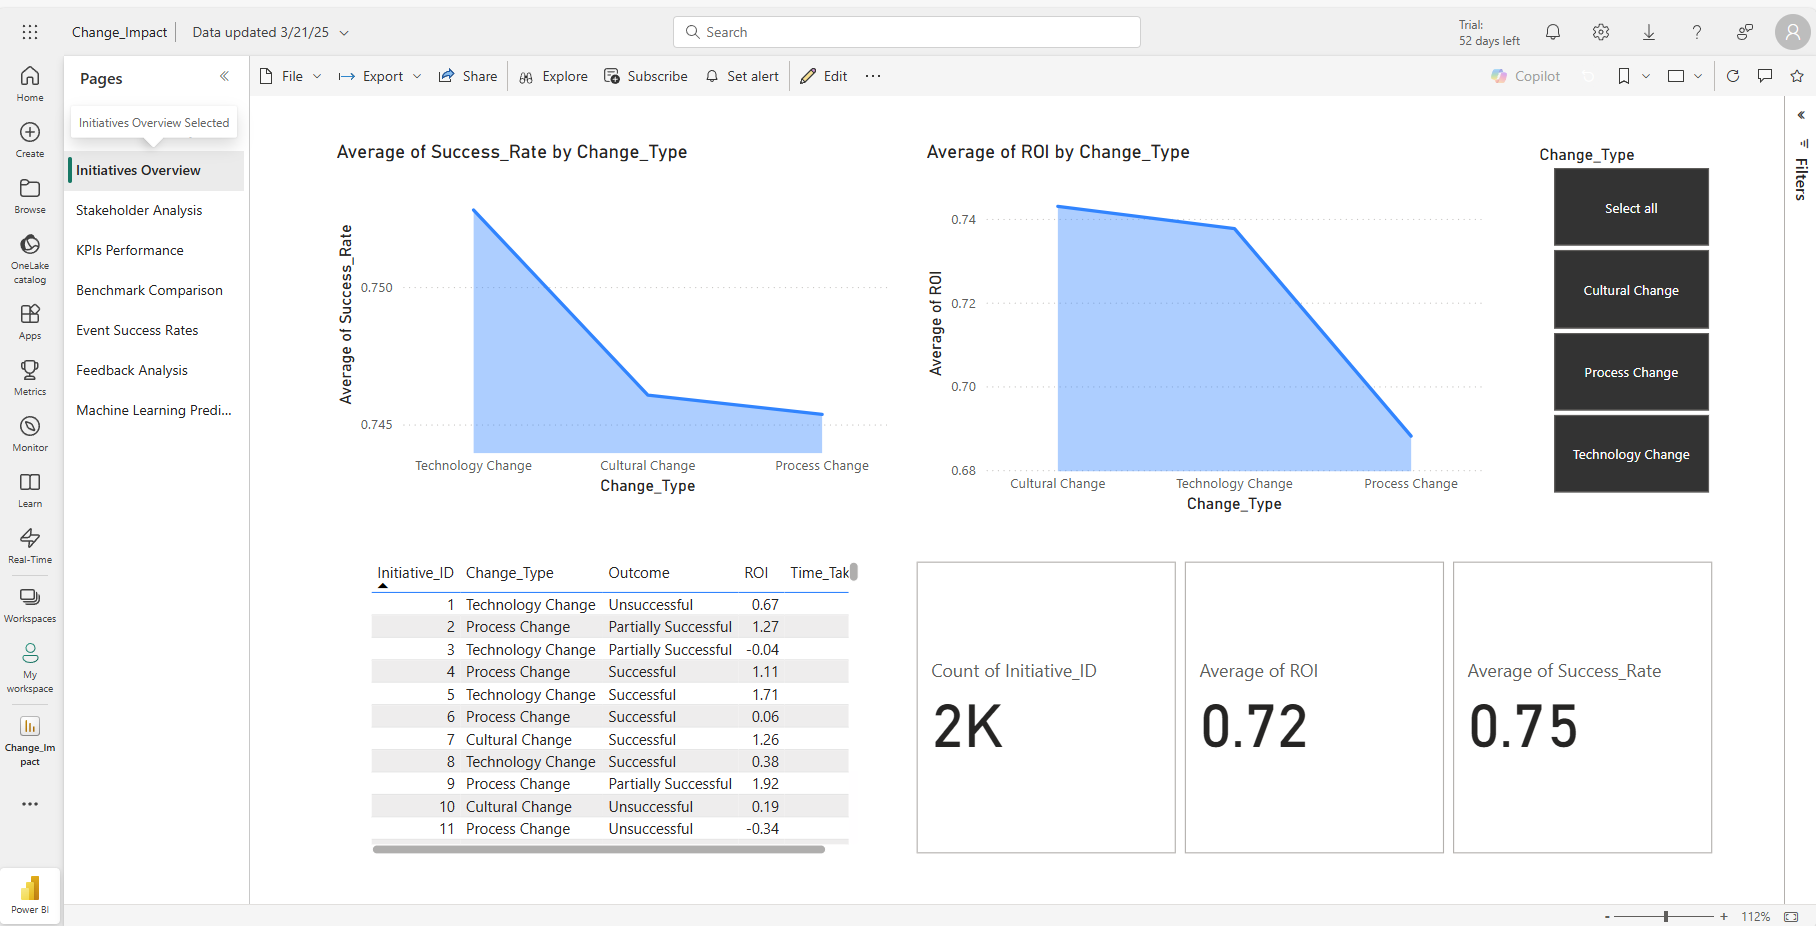 Change_Impact
Data updated 3/21/25
Search
Trial:
52 days left
Home
Create
Browse
OneLake
catalog
Apps
Metrics
Monitor
Learn
Real-Time
Workspaces
My
workspace
Change_Im
pact
Power BI
Pages
Initiatives Overview Selected
Initiatives Overview
Stakeholder Analysis
KPIs Performance
Benchmark Comparison
Event Success Rates
Feedback Analysis
Machine Learning Predi...
File
Export
Share
Explore
Subscribe
Set alert
Edit
Copilot
Average of Success_Rate by Change_Type
Average of Success_Rate
0.750
0.745
Technology Change
Cultural Change
Process Change
Change_Type
Average of ROI by Change_Type
Average of ROI
0.74
0.72
0.70
0.68
Cultural Change
Technology Change
Process Change
Change_Type
Change_Type
Select all
Cultural Change
Process Change
Technology Change
Filters
Initiative_ID Change_Type Outcome ROI Time_Tak
1 Technology Change Unsuccessful 0.67
2 Process Change Partially Successful 1.27
3 Technology Change Partially Successful -0.04
4 Process Change Successful 1.11
5 Technology Change Successful 1.71
6 Process Change Successful 0.06
7 Cultural Change Successful 1.26
8 Technology Change Successful 0.38
9 Process Change Partially Successful 1.92
10 Cultural Change Unsuccessful 0.19
11 Process Change Unsuccessful -0.34
Count of Initiative_ID
2K
Average of ROI
0.72
Average of Success_Rate
0.75
112%